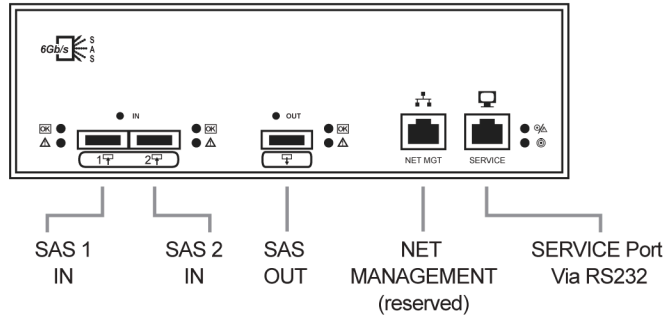 6Gb/s
S
A
S
IN
OUT
OK
OK
OK
1
2
NET MGT
SERVICE
SAS 1
IN
SAS 2
IN
SAS
OUT
NET
MANAGEMENT
(reserved)
SERVICE Port
Via RS232